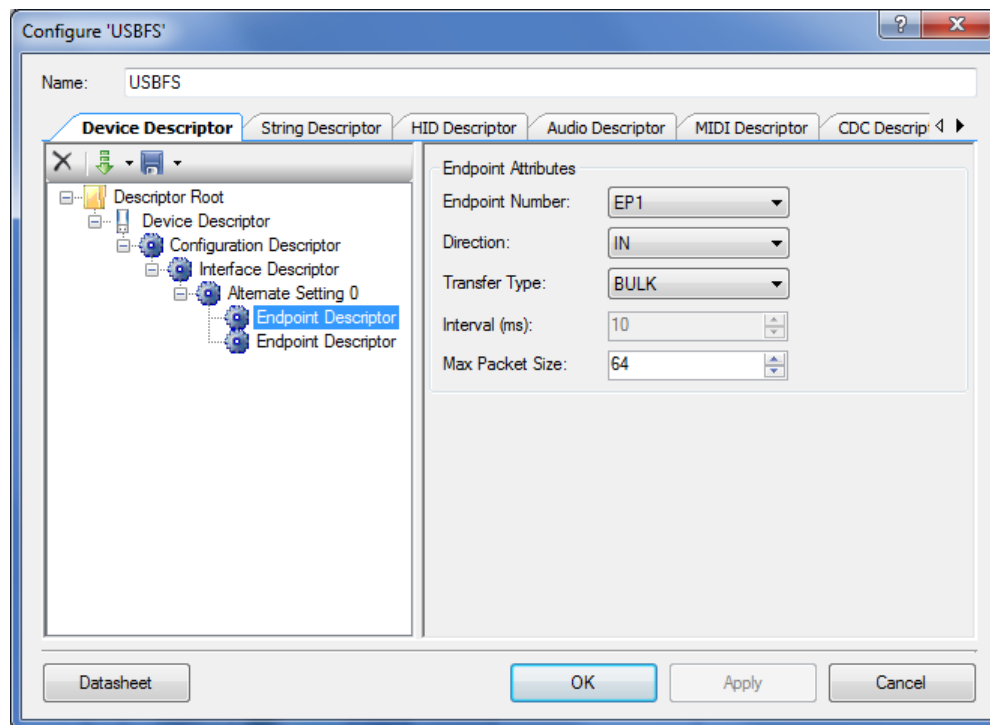 Configure 'USBFS'
Name: USBFS
Device Descriptor String Descriptor HID Descriptor Audio Descriptor MIDI Descriptor CDC Descript
Descriptor Root
Device Descriptor
Configuration Descriptor
Interface Descriptor
Alternate Setting 0
Endpoint Descriptor
Endpoint Descriptor
Endpoint Attributes
Endpoint Number: EP1
Direction: IN
Transfer Type: BULK
Interval (ms): 10
Max Packet Size: 64
Datasheet OK Apply Cancel